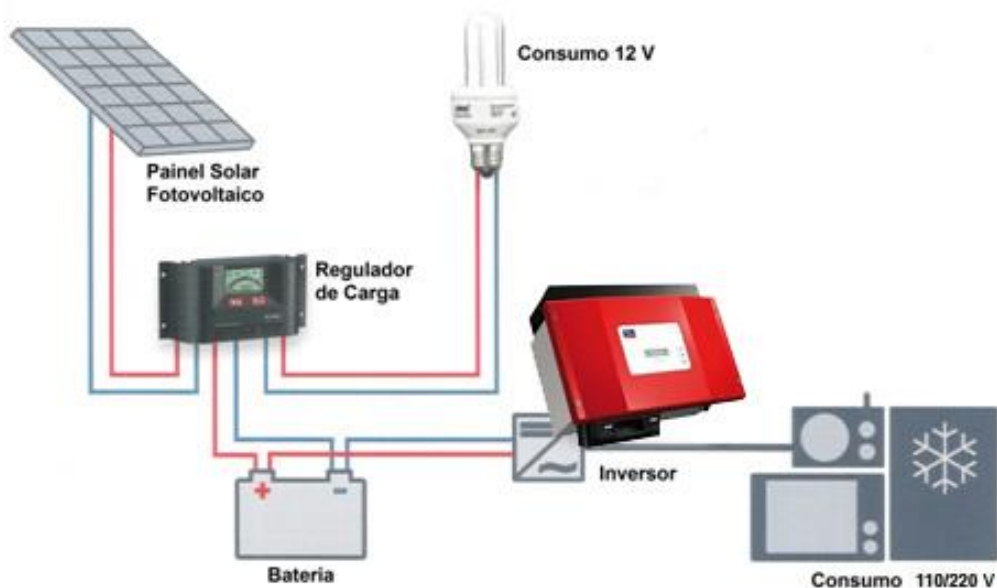 Consumo 12 V
Painel Solar
Fotovoltaico
Regulador
de Carga
Inversor
+
-
Bateria
Consumo 110/220 V